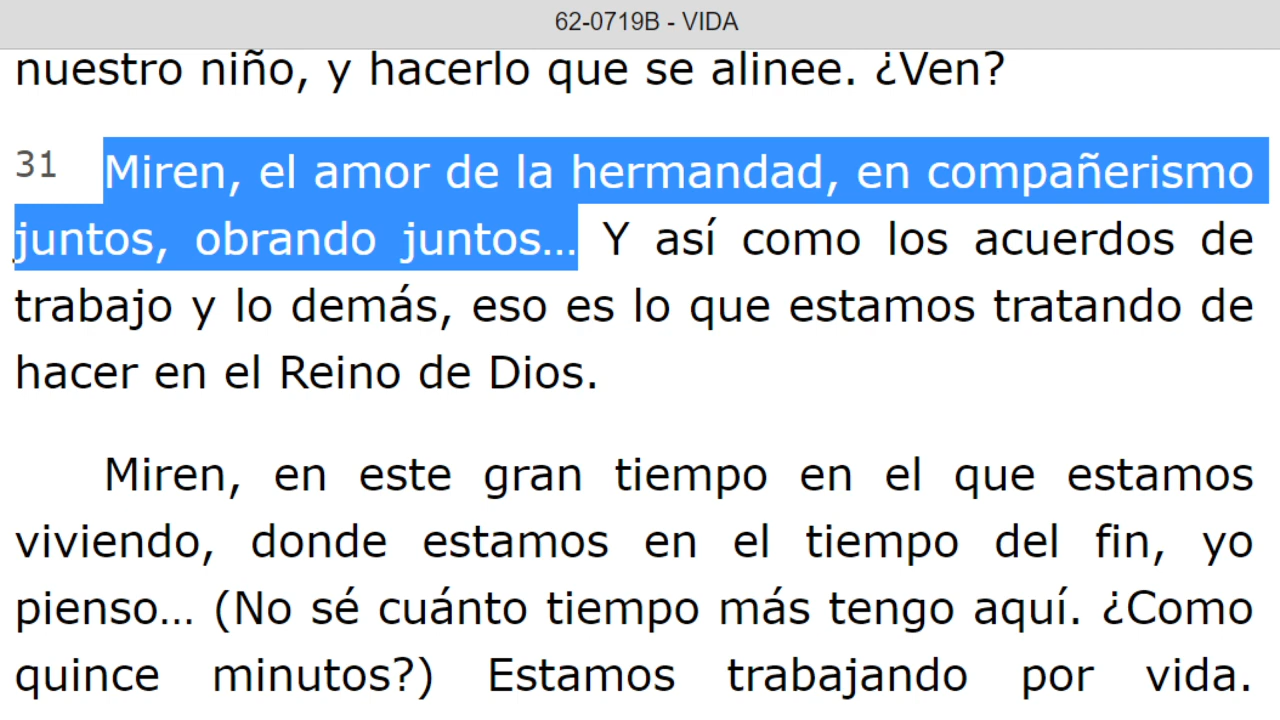 62-0719B - VIDA
nuestro niño, y hacerlo que se alinee. ¿Ven?
31 Miren, el amor de la hermandad, en compañerismo
juntos, obrando juntos... Y así como los acuerdos de
trabajo y lo demás, eso es lo que estamos tratando de
hacer en el Reino de Dios.
Miren, en este gran tiempo en el que estamos
viviendo, donde estamos en el tiempo del fin, yo
pienso... (No sé cuánto tiempo más tengo aquí. ¿Como
quince minutos?) Estamos trabajando por vida.